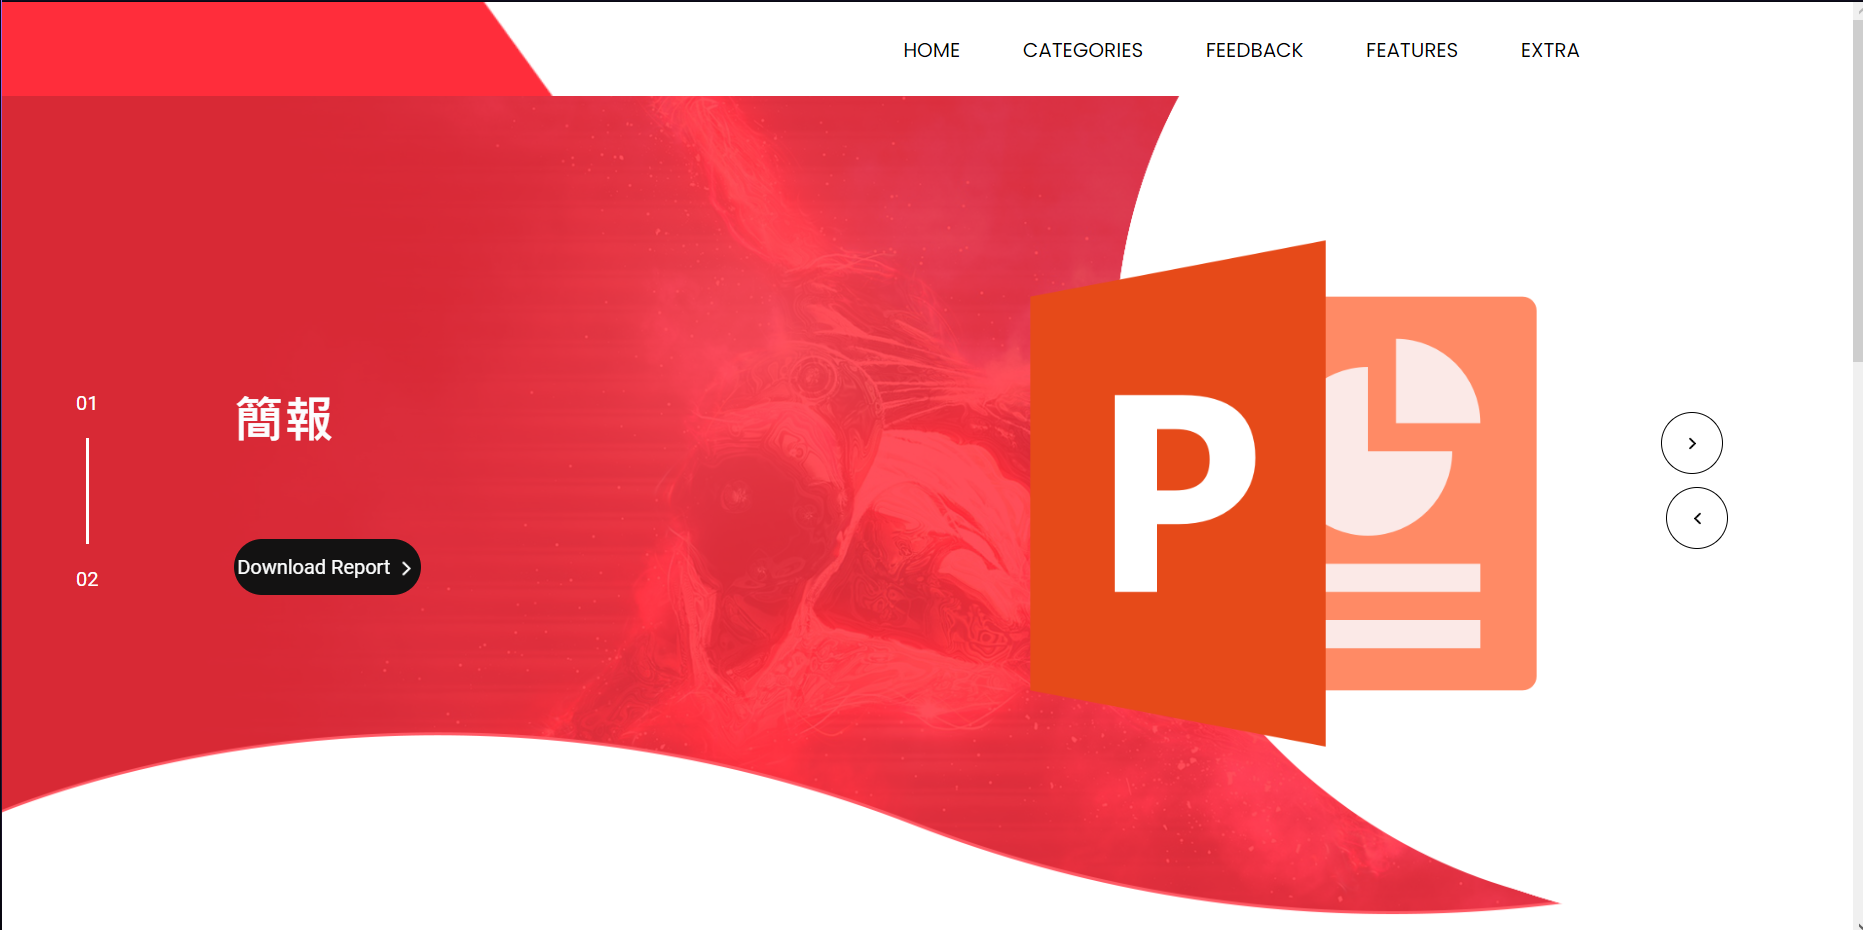 HOME CATEGORIES FEEDBACK FEATURES EXTRA
01
簡報
Download Report
02
P